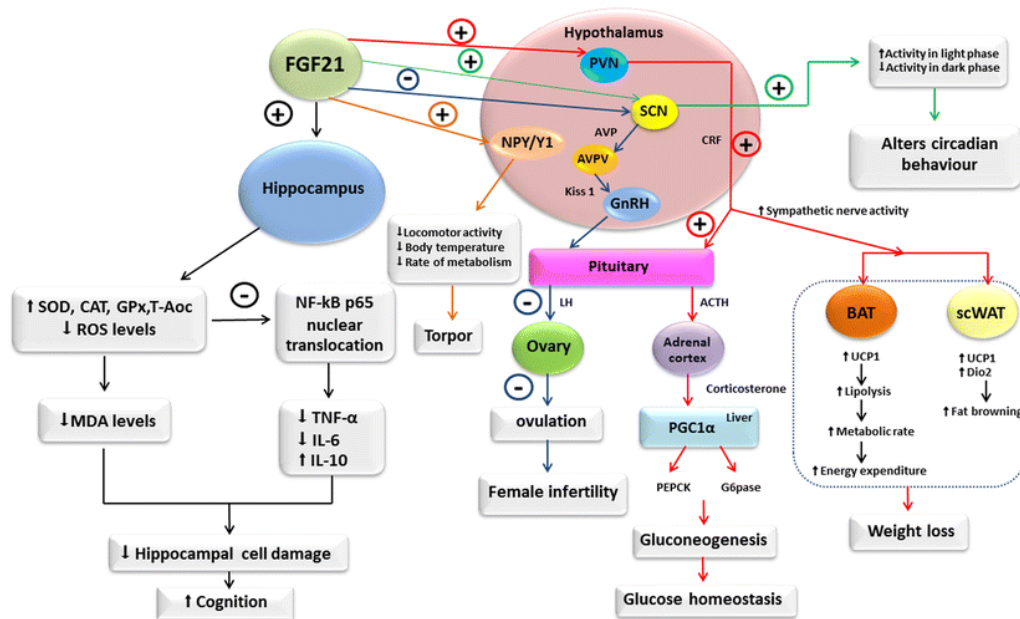 FGF21
+
+
+
-
+
Hypothalamus
PVN
SCN
AVP
NPY/Y1
AVPV
Kiss 1
GnRH
CRF
+
+
↑Activity in light phase
↓Activity in dark phase
Alters circadian
behaviour
Hippocampus
↓Locomotor activity
↓ Body temperature
↓ Rate of metabolism
Torpor
↑Sympathetic nerve activity
+
Pituitary
-
LH
ACTH
Ovary
-
ovulation
Female infertility
Adrenal
cortex
Corticosterone
Liver
PGC1α
PEPCK
G6pase
Gluconeogenesis
Glucose homeostasis
BAT
↑UCP1
↑Lipolysis
↑Metabolic rate
↑Energy expenditure
scWAT
↑UCP1
↑Dio2
↑Fat browning
Weight loss
↑ SOD, CAT, GPx,T-Aoc
↓ ROS levels
-
NF-kB p65
nuclear
translocation
↓MDA levels
↓ TNF-α
↓ IL-6
↑ IL-10
↓ Hippocampal cell damage
↑ Cognition